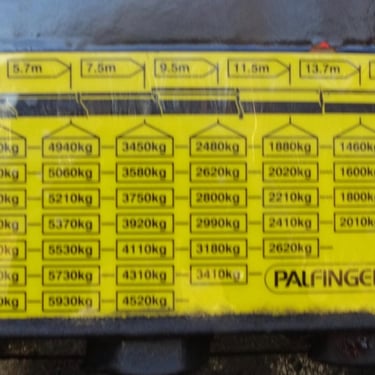 5.7m 7.5m 9.5m 11.5m 13.7m
4940kg 3450kg 2480kg 1880kg 1460kg
5060kg 3580kg 2620kg 2020kg 1600kg
5210kg 3750kg 2800kg 2210kg 1800kg
5370kg 3920kg 2990kg 2410kg 2010kg
5530kg 4110kg 3180kg 2620kg
5730kg 4310kg 3410kg PALFINGER
5930kg 4520kg